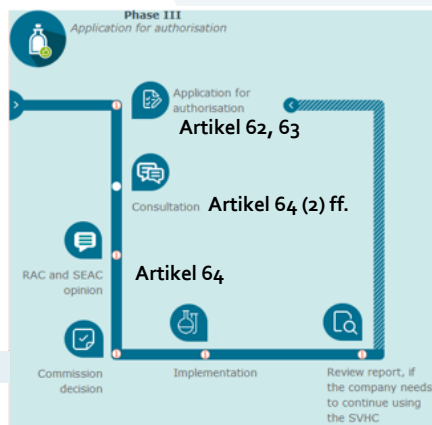 Phase III
Application for authorisation
Application for
authorisation
Artikel 62, 63
Consultation
Artikel 64 (2) ff.
RAC and SEAC
opinion
Artikel 64
Commission
decision
Implementation
Review report, if
the company needs
to continue using
the SVHC